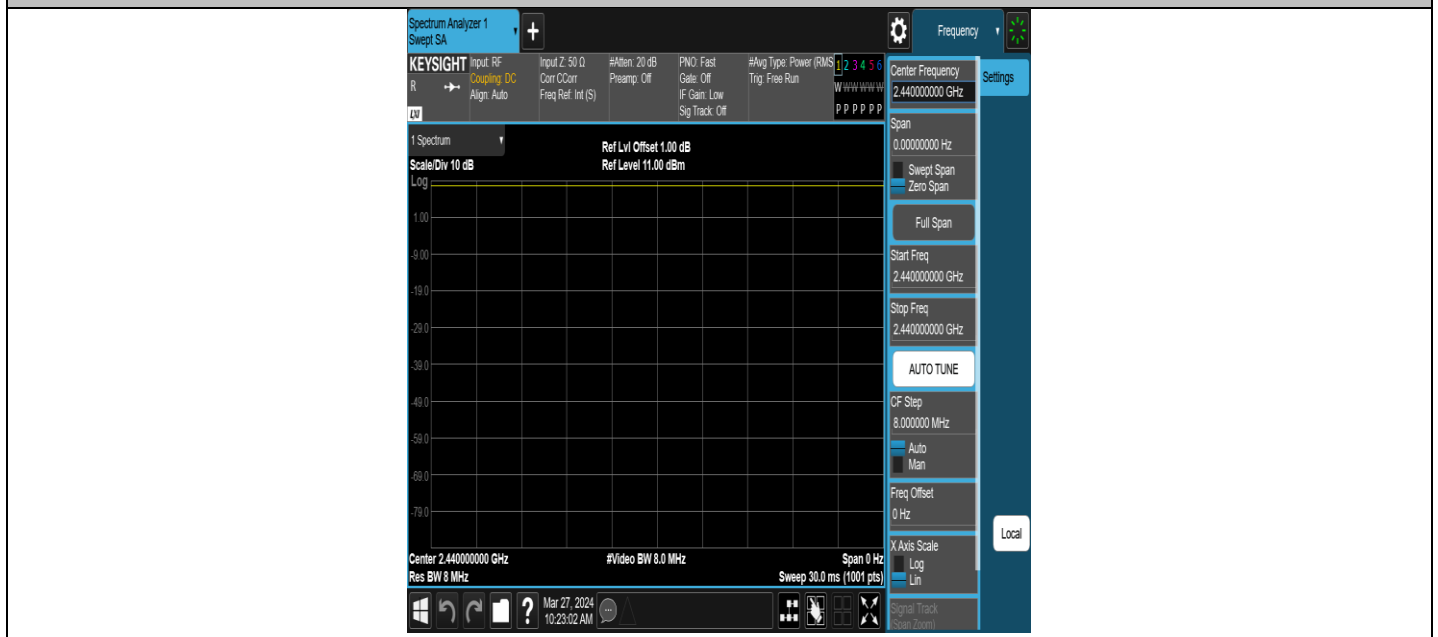 Spectrum Analyzer 1
Swept SA
+
Frequency
KEYSIGHT
R
LXI
Input: RF
Coupling: DC
Align: Auto
Input Z: 50 Ω
Corr CCorr
Freq Ref: Int (S)
#Atten: 20 dB
Preamp: Off
PNO: Fast
Gate: Off
IF Gain: Low
Sig Track: Off
#Avg Type: Power (RMS
Trig: Free Run
1 2 3 4 5 6
W W W W W W
P P P P P P
1 Spectrum
Scale/Div 10 dB
Ref Lvl Offset 1.00 dB
Ref Level 11.00 dBm
Log
1.00
-9.00
-19.0
-29.0
-39.0
-49.0
-59.0
-69.0
-79.0
Center 2.440000000 GHz
#Video BW 8.0 MHz
Span 0 Hz
Res BW 8 MHz
Sweep 30.0 ms (1001 pts)
Center Frequency
2.440000000 GHz
Settings
Span
0.00000000 Hz
Swept Span
Zero Span
Full Span
Start Freq
2.440000000 GHz
Stop Freq
2.440000000 GHz
AUTO TUNE
CF Step
8.000000 MHz
Auto
Man
Freq Offset
0 Hz
X Axis Scale
Log
Lin
Signal Track
(Span Zoom)
Local
?
Mar 27, 2024
10:23:02 AM